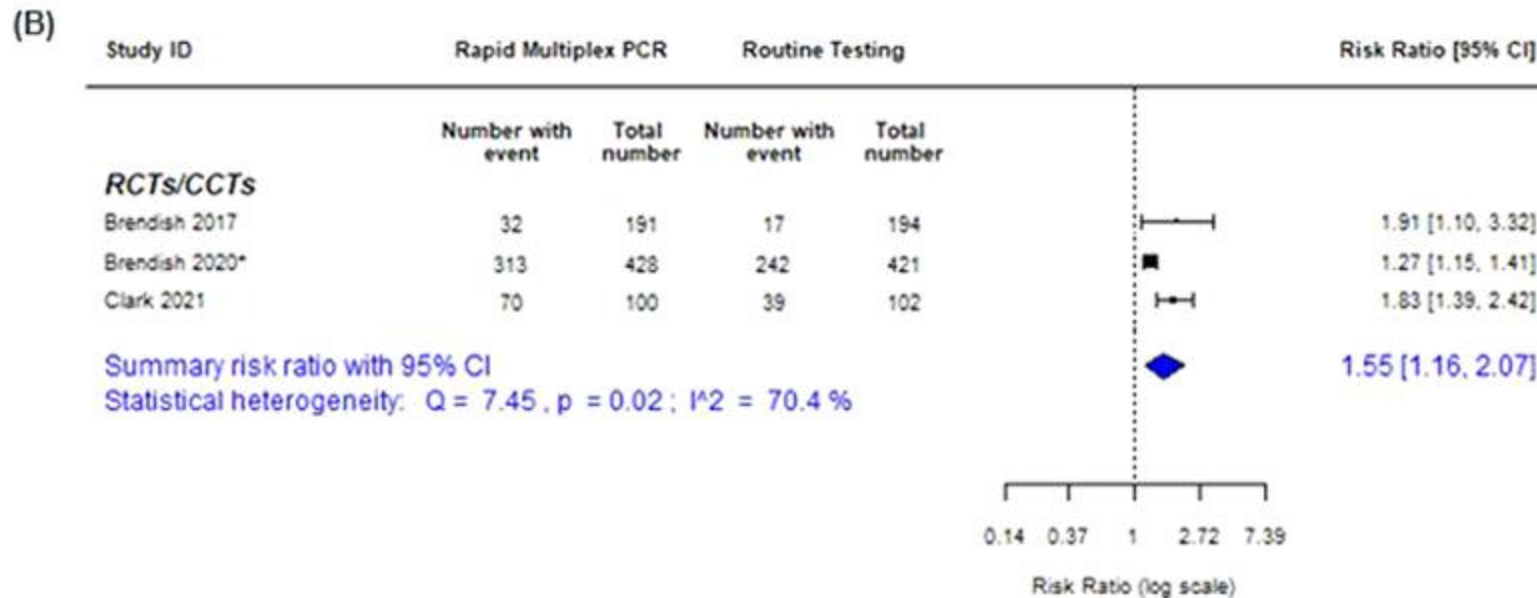 (B)
Study ID Rapid Multiplex PCR Routine Testing Risk Ratio [95% CI]
Number with event Total number Number with event Total number
RCTs/CCTs
Brendish 2017 32 191 17 194 1.91 [1.10, 3.32]
Brendish 2020* 313 428 242 421 1.27 [1.15, 1.41]
Clark 2021 70 100 39 102 1.83 [1.39, 2.42]
Summary risk ratio with 95% CI 1.55 [1.16, 2.07]
Statistical heterogeneity: Q = 7.45 , p = 0.02 ; I^2 = 70.4 %
0.14 0.37 1 2.72 7.39
Risk Ratio (log scale)